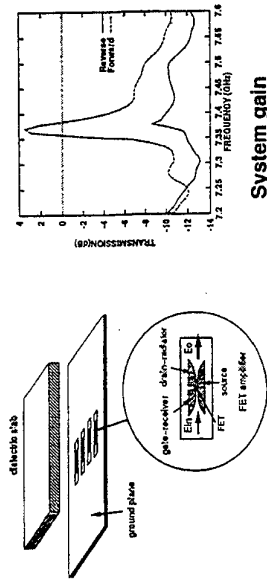 dielectric slab
ground plane
gate-receiver
drain-radiator
Ein
Eo
FET
source
FET amplifier
TRANSMISSION(dB)
4
2
0
-2
-4
-6
-8
-10
-12
-14
Reverse
Forward
7.2
7.25
7.3
7.35
7.4
7.45
7.5
7.55
7.6
FREQUENCY(GHz)
System gain